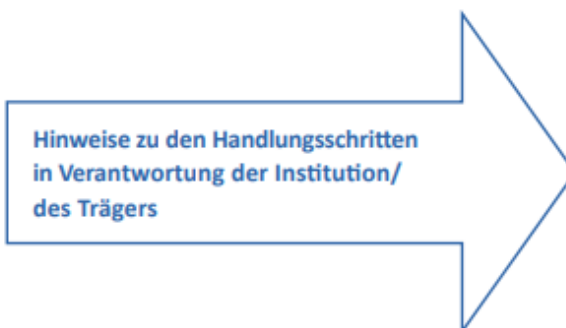 Hinweise zu den Handlungsschritten
in Verantwortung der Institution/
des Trägers